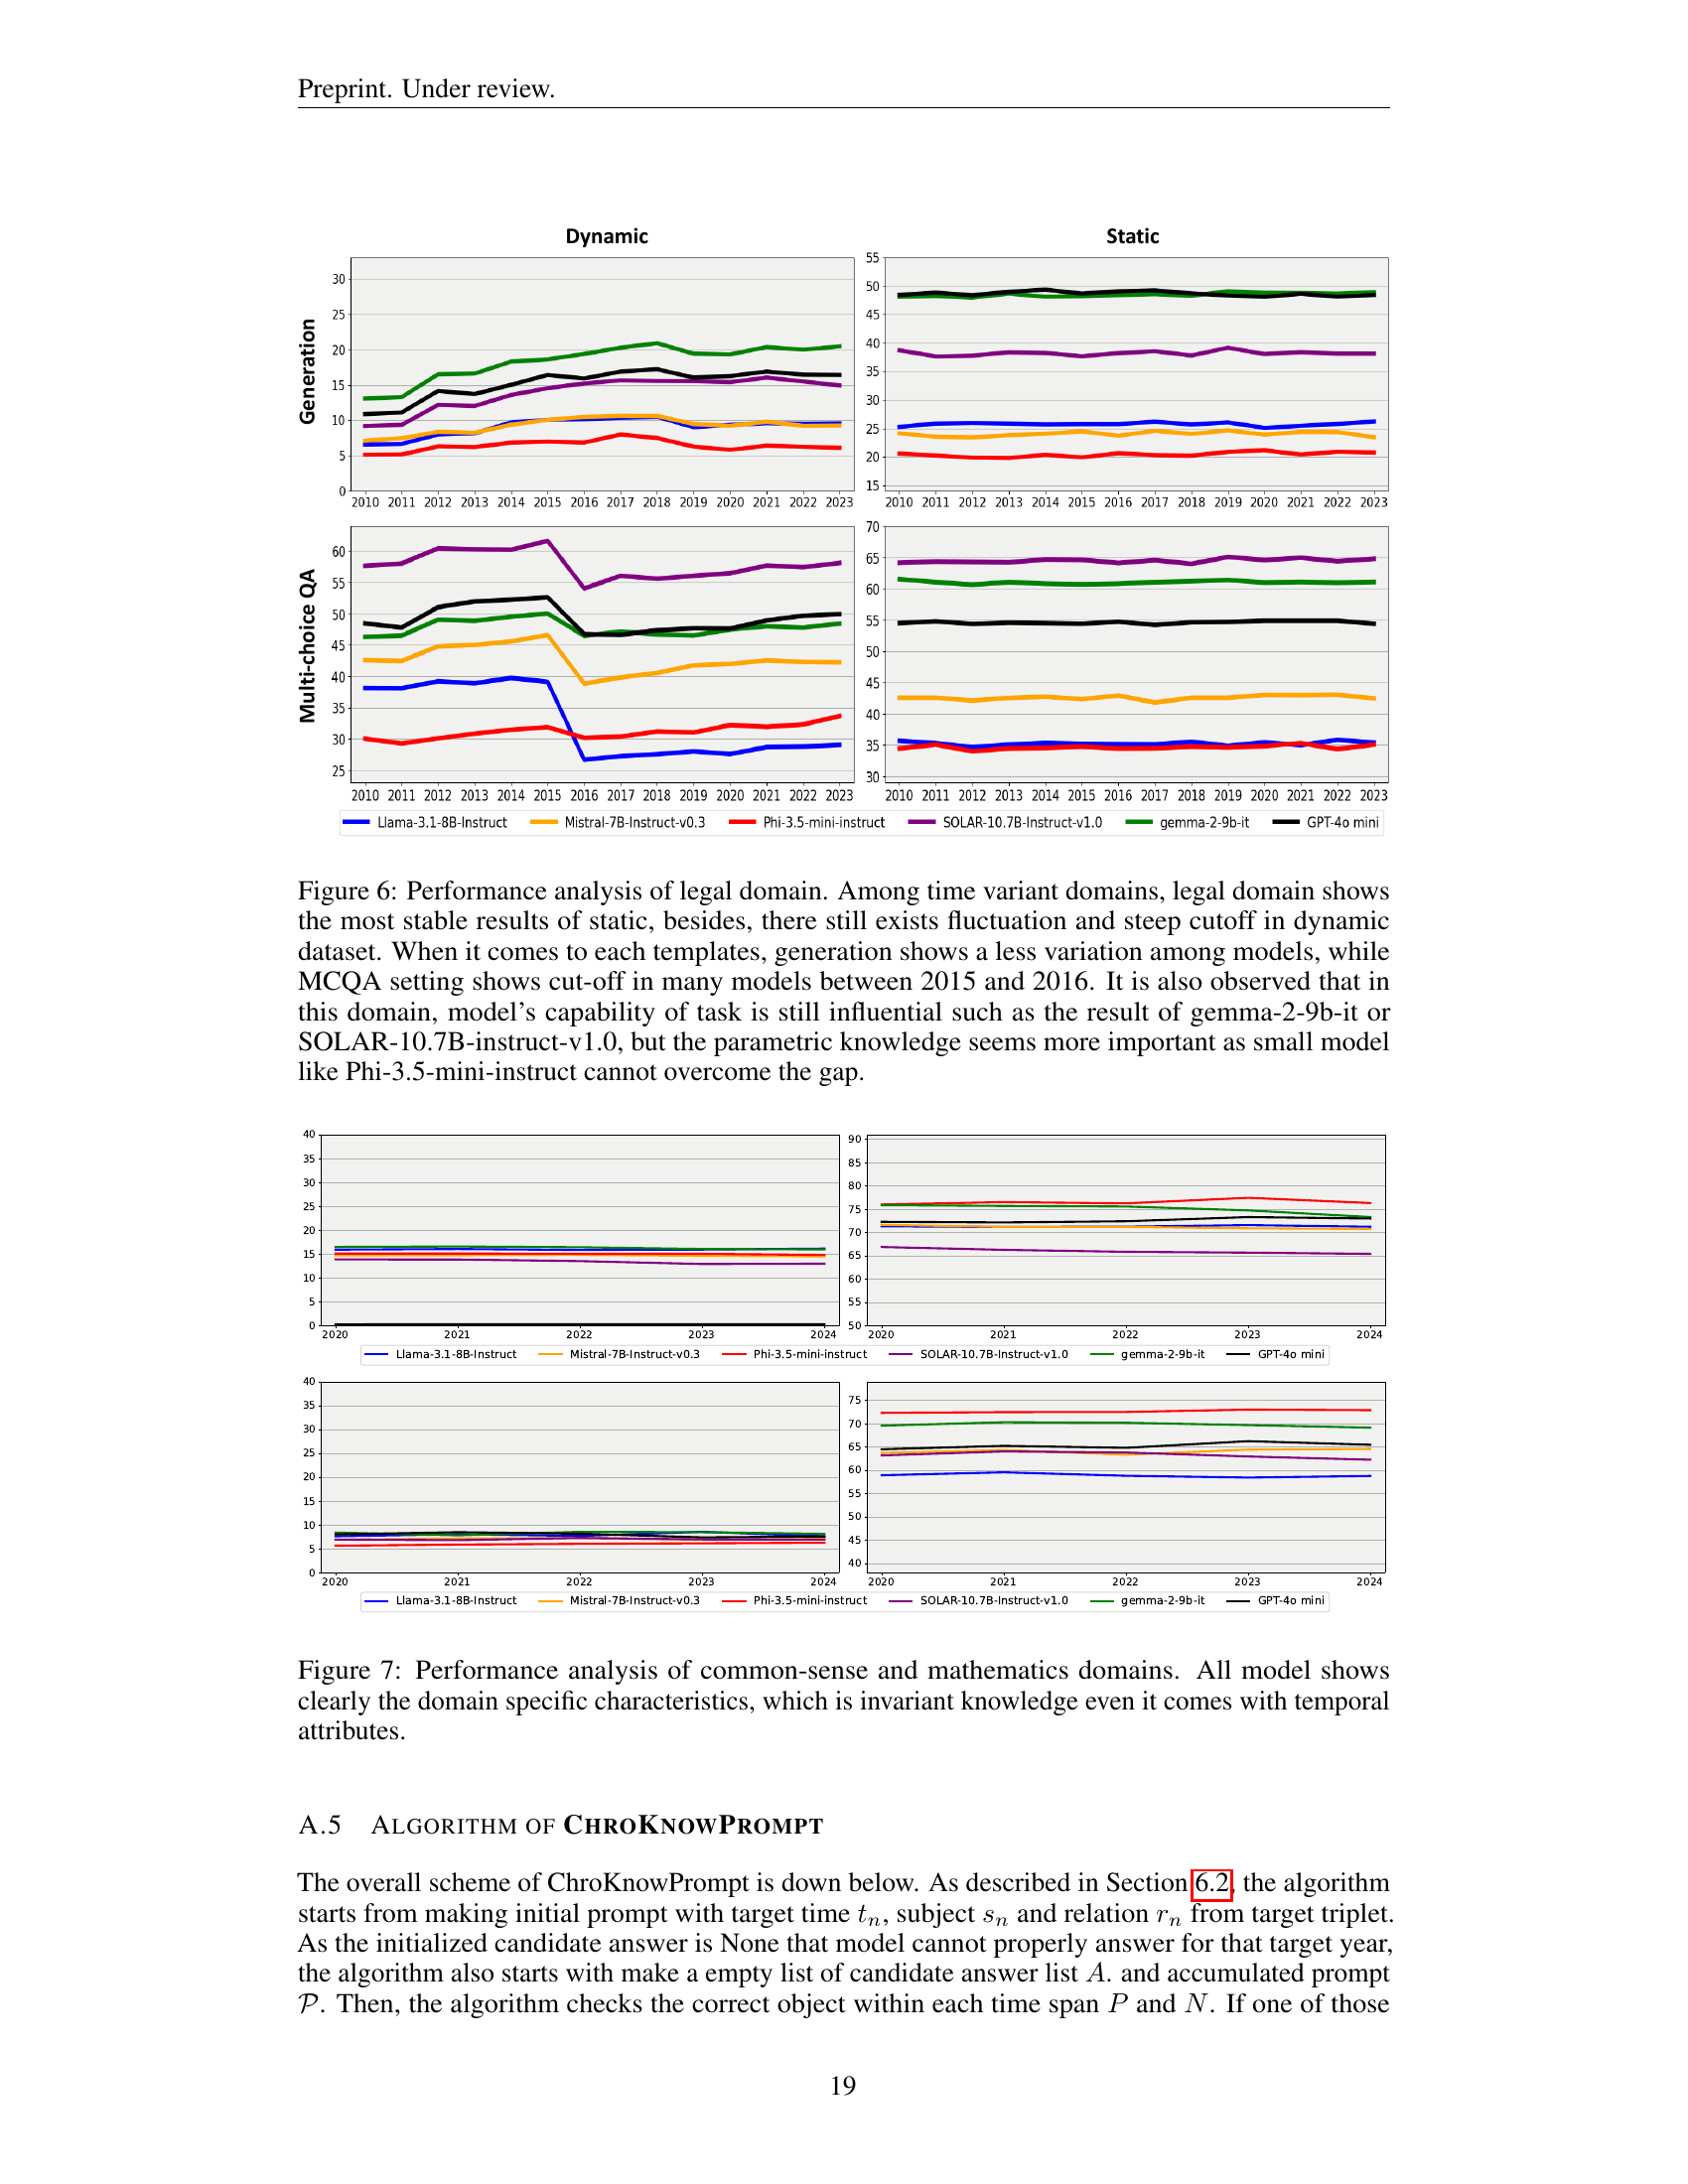 Preprint. Under review.
Dynamic
Static
Generation
30
25
20
15
10
5
0
2010 2011 2012 2013 2014 2015 2016 2017 2018 2019 2020 2021 2022 2023
55
50
45
40
35
30
25
20
15
2010 2011 2012 2013 2014 2015 2016 2017 2018 2019 2020 2021 2022 2023
Multi-choice QA
60
55
50
45
40
35
30
25
2010 2011 2012 2013 2014 2015 2016 2017 2018 2019 2020 2021 2022 2023
70
65
60
55
50
45
40
35
30
2010 2011 2012 2013 2014 2015 2016 2017 2018 2019 2020 2021 2022 2023
Llama-3.1-8B-Instruct Mistral-7B-Instruct-v0.3 Phi-3.5-mini-instruct SOLAR-10.7B-Instruct-v1.0 gemma-2-9b-it GPT-4o mini
Figure 6: Performance analysis of legal domain. Among time variant domains, legal domain shows
the most stable results of static, besides, there still exists fluctuation and steep cutoff in dynamic
dataset. When it comes to each templates, generation shows a less variation among models, while
MCQA setting shows cut-off in many models between 2015 and 2016. It is also observed that in
this domain, model's capability of task is still influential such as the result of gemma-2-9b-it or
SOLAR-10.7B-instruct-v1.0, but the parametric knowledge seems more important as small model
like Phi-3.5-mini-instruct cannot overcome the gap.
40
35
30
25
20
15
10
5
0
2020 2021 2022 2023 2024
90
85
80
75
70
65
60
55
50
2020 2021 2022 2023 2024
Llama-3.1-8B-Instruct Mistral-7B-Instruct-v0.3 Phi-3.5-mini-instruct SOLAR-10.7B-Instruct-v1.0 gemma-2-9b-it GPT-4o mini
40
35
30
25
20
15
10
5
0
2020 2021 2022 2023 2024
75
70
65
60
55
50
45
40
2020 2021 2022 2023 2024
Llama-3.1-8B-Instruct Mistral-7B-Instruct-v0.3 Phi-3.5-mini-instruct SOLAR-10.7B-Instruct-v1.0 gemma-2-9b-it GPT-4o mini
Figure 7: Performance analysis of common-sense and mathematics domains. All model shows
clearly the domain specific characteristics, which is invariant knowledge even it comes with temporal
attributes.
A.5 ALGORITHM OF CHROKNOWPROMPT
The overall scheme of ChroKnowPrompt is down below. As described in Section 6.2, the algorithm
starts from making initial prompt with target time tₙ, subject sₙ and relation rₙ from target triplet.
As the initialized candidate answer is None that model cannot properly answer for that target year,
the algorithm also starts with make a empty list of candidate answer list A. and accumulated prompt
𝒫. Then, the algorithm checks the correct object within each time span P and N. If one of those
19